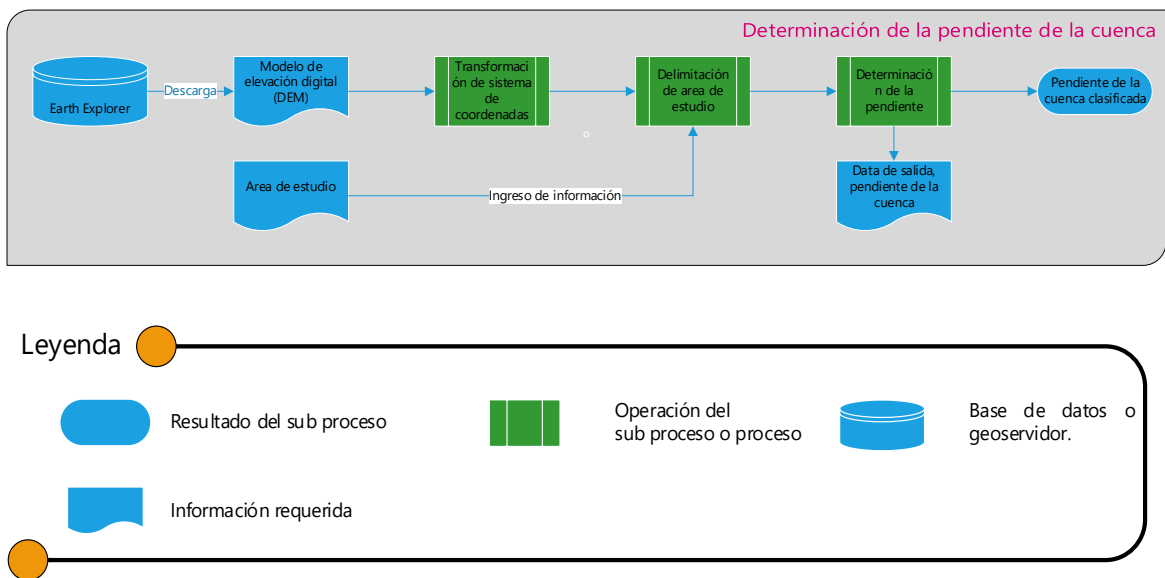 Determinación de la pendiente de la cuenca
Earth Explorer
Descarga
Modelo de
elevación digital
(DEM)
Transformaci
ón de sistema
de
coordenadas
Delimitación
de area de
estudio
Determinació
n de la
pendiente
Pendiente de la
cuenca clasificada
Area de estudio
Ingreso de información
Data de salida,
pendiente de la
cuenca
Leyenda
Resultado del sub proceso
Operación del
sub proceso o proceso
Base de datos o
geoservidor.
Información requerida